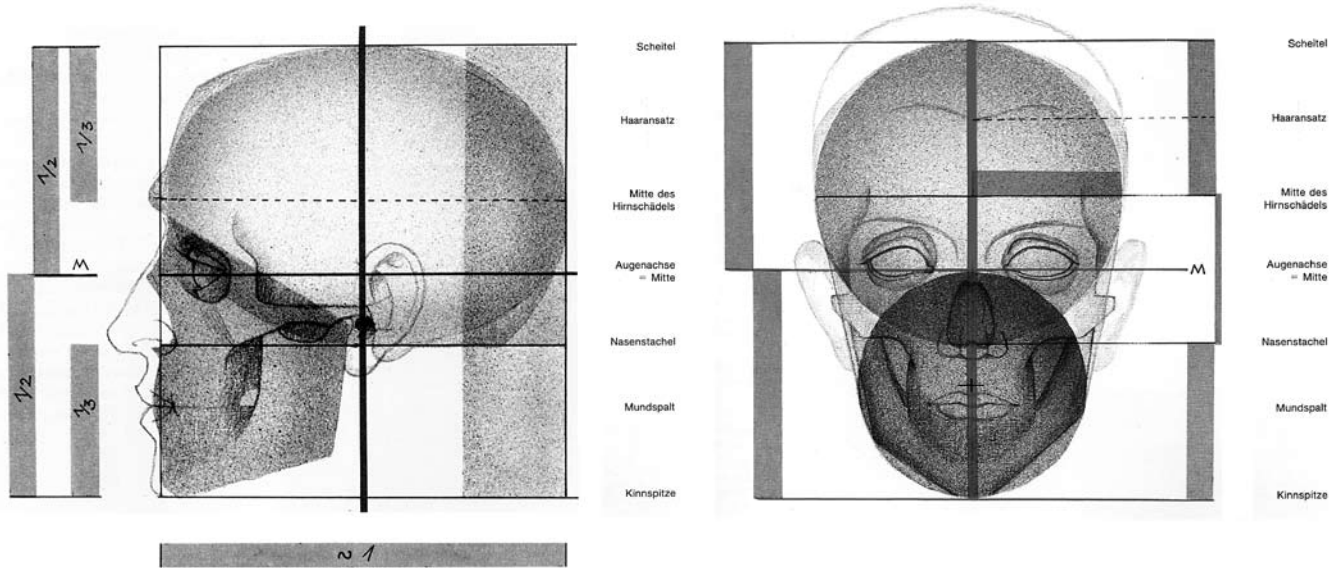 Scheitel
Haaransatz
Mitte des
Hirnschädels
Augenachse
= Mitte
Nasenstachel
Mundspalt
Kinnspitze
1/2
1/3
M
1/2
1/3
~ 1
Scheitel
Haaransatz
Mitte des
Hirnschädels
Augenachse
= Mitte
Nasenstachel
Mundspalt
Kinnspitze
M